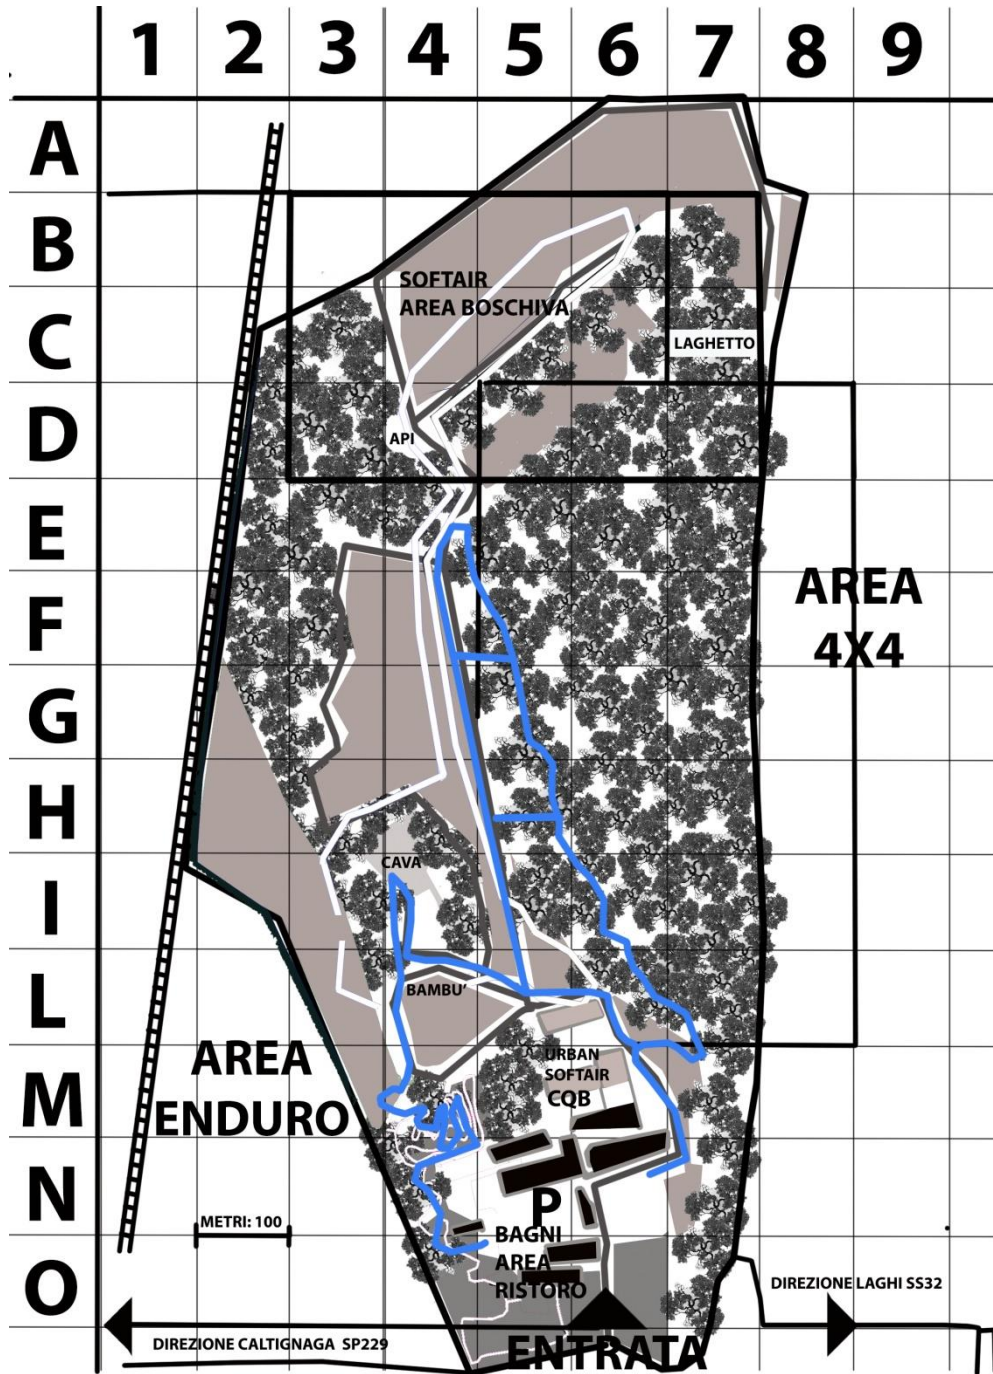 1 2 3 4 5 6 7 8 9
A
B
SOFTAIR
AREA BOSCHIVA
C
LAGHETTO
D
API
E
AREA
4X4
F
G
H
CAVA
I
L
BAMBU'
AREA
ENDURO
URBAN
SOFTAIR
CQB
M
N
P
METRI: 100
BAGNI
AREA
RISTORO
O
DIREZIONE LAGHI SS32
DIREZIONE CALTIGNAGA SP229
ENTRATA